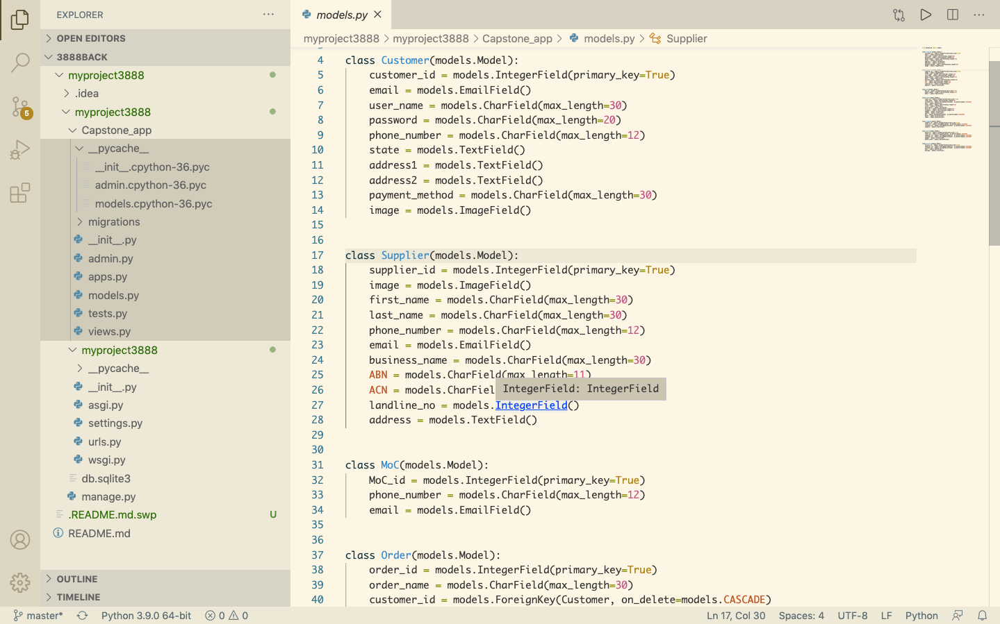 EXPLORER
OPEN EDITORS
3888BACK
myproject3888
.idea
myproject3888
Capstone_app
__pycache__
__init__.cpython-36.pyc
admin.cpython-36.pyc
models.cpython-36.pyc
migrations
__init__.py
admin.py
apps.py
models.py
tests.py
views.py
myproject3888
__pycache__
__init__.py
asgi.py
settings.py
urls.py
wsgi.py
db.sqlite3
manage.py
.README.md.swp U
README.md
OUTLINE
TIMELINE
5
models.py
myproject3888 > myproject3888 > Capstone_app > models.py > Supplier
4 class Customer(models.Model):
5 customer_id = models.IntegerField(primary_key=True)
6 email = models.EmailField()
7 user_name = models.CharField(max_length=30)
8 password = models.CharField(max_length=20)
9 phone_number = models.CharField(max_length=12)
10 state = models.TextField()
11 address1 = models.TextField()
12 address2 = models.TextField()
13 payment_method = models.CharField(max_length=30)
14 image = models.ImageField()
15
16
17 class Supplier(models.Model):
18 supplier_id = models.IntegerField(primary_key=True)
19 image = models.ImageField()
20 first_name = models.CharField(max_length=30)
21 last_name = models.CharField(max_length=30)
22 phone_number = models.CharField(max_length=12)
23 email = models.EmailField()
24 business_name = models.CharField(max_length=30)
25 ABN = models.CharField(max_length=11)
26 ACN = models.CharFiel
IntegerField: IntegerField
27 landline_no = models.IntegerField()
28 address = models.TextField()
29
30
31 class MoC(models.Model):
32 MoC_id = models.IntegerField(primary_key=True)
33 phone_number = models.CharField(max_length=12)
34 email = models.EmailField()
35
36
37 class Order(models.Model):
38 order_id = models.IntegerField(primary_key=True)
39 order_name = models.CharField(max_length=30)
40 customer_id = models.ForeignKey(Customer, on_delete=models.CASCADE)
master* Python 3.9.0 64-bit 0 0 Ln 17, Col 30 Spaces: 4 UTF-8 LF Python